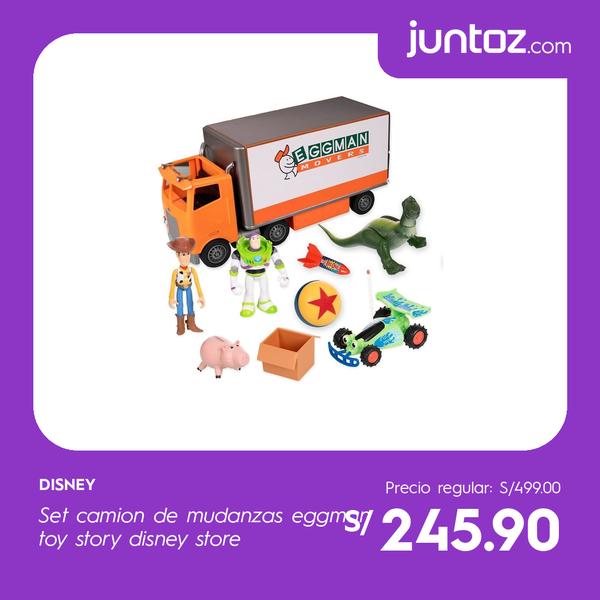 juntoz.com
EGGMAN
MOVERS
DISNEY
Precio regular: S/499.00
Set camion de mudanzas eggman
toy story disney store
S/ 245.90